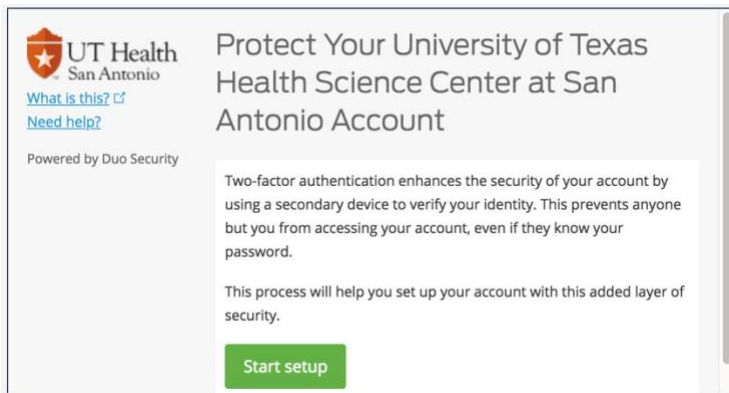 UT Health
San Antonio
What is this?
Need help?
Powered by Duo Security
Protect Your University of Texas
Health Science Center at San
Antonio Account
Two-factor authentication enhances the security of your account by
using a secondary device to verify your identity. This prevents anyone
but you from accessing your account, even if they know your
password.
This process will help you set up your account with this added layer of
security.
Start setup